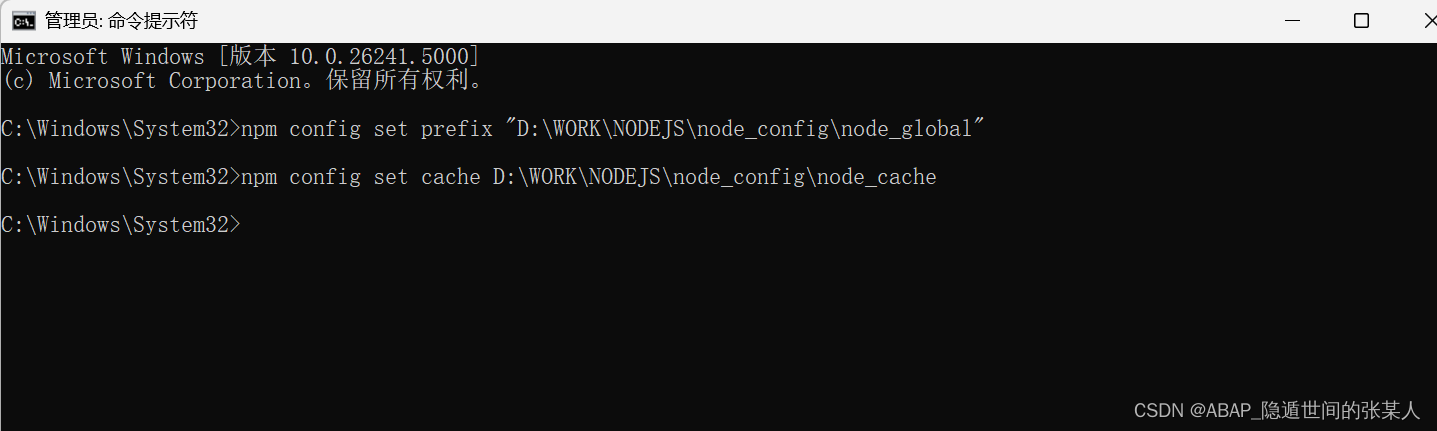 管理员: 命令提示符
Microsoft Windows [版本 10.0.26241.5000]
(c) Microsoft Corporation。保留所有权利。
C:\Windows\System32>npm config set prefix "D:\WORK\NODEJS\node_config\node_global"
C:\Windows\System32>npm config set cache D:\WORK\NODEJS\node_config\node_cache
C:\Windows\System32>
CSDN @ABAP_隐遁世间的张某人